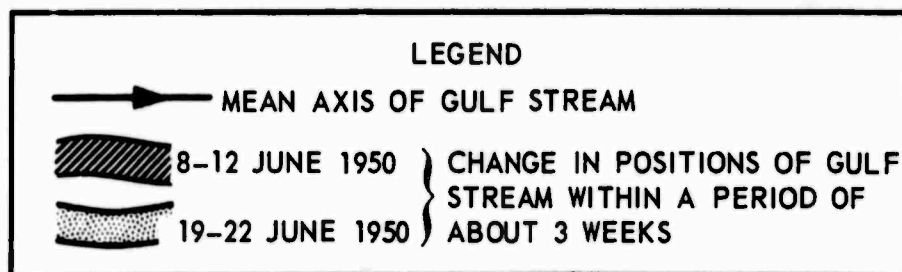 LEGEND
MEAN AXIS OF GULF STREAM
8–12 JUNE 1950
19–22 JUNE 1950
CHANGE IN POSITIONS OF GULF
STREAM WITHIN A PERIOD OF
ABOUT 3 WEEKS